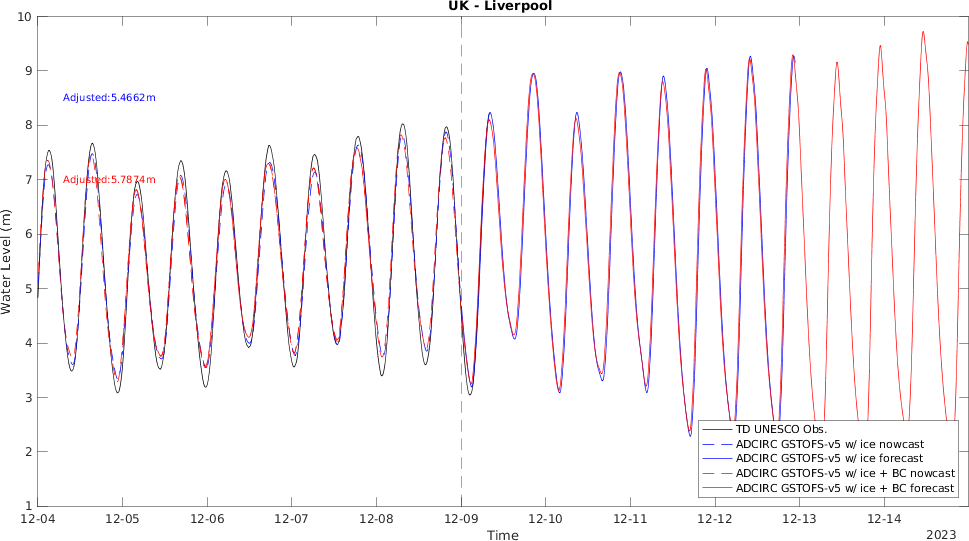 UK - Liverpool
10
9
8
7
6
5
4
3
2
1
Water Level (m)
Adjusted:5.4662m
Adjusted:5.7874m
TD UNESCO Obs.
ADCIRC GSTOFS-v5 w/ ice nowcast
ADCIRC GSTOFS-v5 w/ ice forecast
ADCIRC GSTOFS-v5 w/ ice + BC nowcast
ADCIRC GSTOFS-v5 w/ ice + BC forecast
12-04 12-05 12-06 12-07 12-08 12-09 12-10 12-11 12-12 12-13 12-14
Time
2023